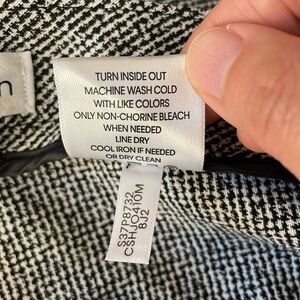 n
TURN INSIDE OUT
MACHINE WASH COLD
WITH LIKE COLORS
ONLY NON-CHORINE BLEACH
WHEN NEEDED
LINE DRY
COOL IRON IF NEEDED
OR DRY CLEAN
S37P8732
CSHJO410M
8J2